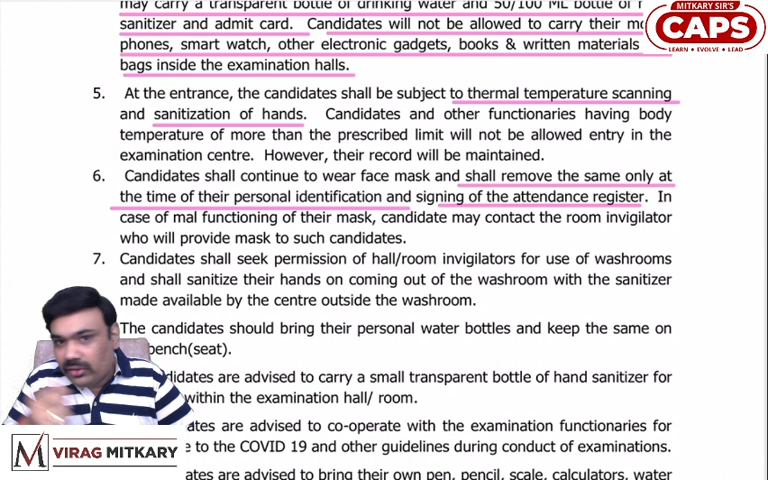 may carry a transparent bottle of drinking water and 50/100 ML bottle of
sanitizer and admit card. Candidates will not be allowed to carry their
phones, smart watch, other electronic gadgets, books & written materials
bags inside the examination halls.
MITKARY SIR'S
CAPS
LEARN • EVOLVE • LEAD
5. At the entrance, the candidates shall be subject to thermal temperature scanning
and sanitization of hands. Candidates and other functionaries having body
temperature of more than the prescribed limit will not be allowed entry in the
examination centre. However, their record will be maintained.
6. Candidates shall continue to wear face mask and shall remove the same only at
the time of their personal identification and signing of the attendance register. In
case of mal functioning of their mask, candidate may contact the room invigilator
who will provide mask to such candidates.
7. Candidates shall seek permission of hall/room invigilators for use of washrooms
and shall sanitize their hands on coming out of the washroom with the sanitizer
made available by the centre outside the washroom.
The candidates should bring their personal water bottles and keep the same on
bench(seat).
didates are advised to carry a small transparent bottle of hand sanitizer for
within the examination hall/ room.
ates are advised to co-operate with the examination functionaries for
e to the COVID 19 and other guidelines during conduct of examinations.
ates are advised to bring their own pen, pencil, scale, calculators, water
VIRAG MITKARY